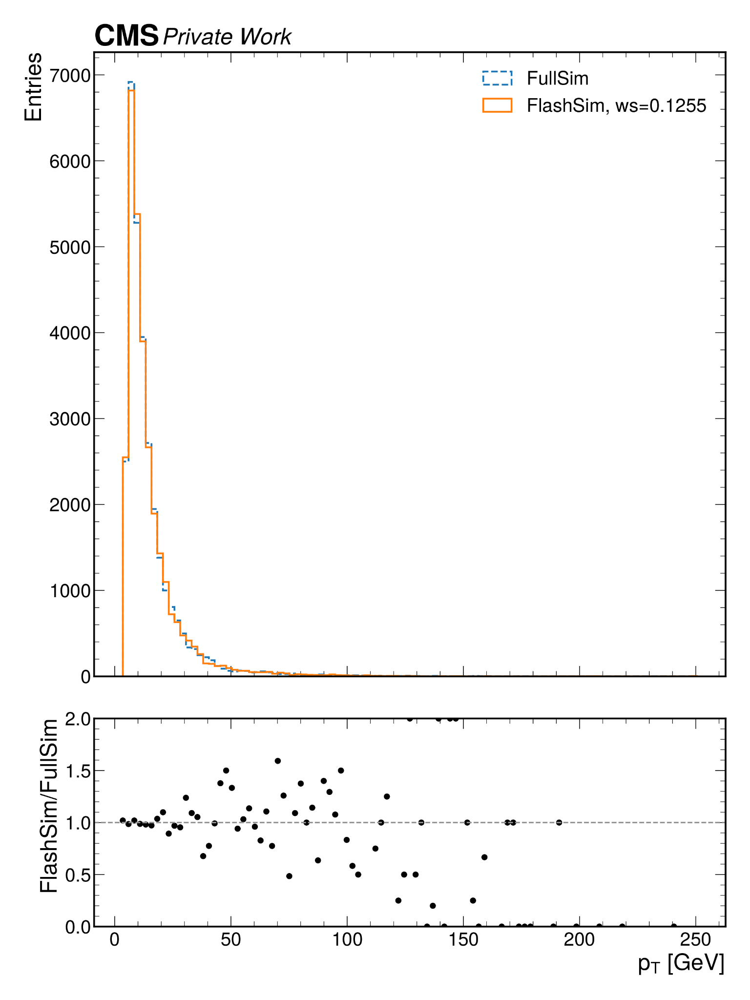 CMS Private Work
Entries
7000
6000
5000
4000
3000
2000
1000
0
FullSim
FlashSim, ws=0.1255
FlashSim/FullSim
2.0
1.5
1.0
0.5
0.0
0 50 100 150 200 250
pT [GeV]